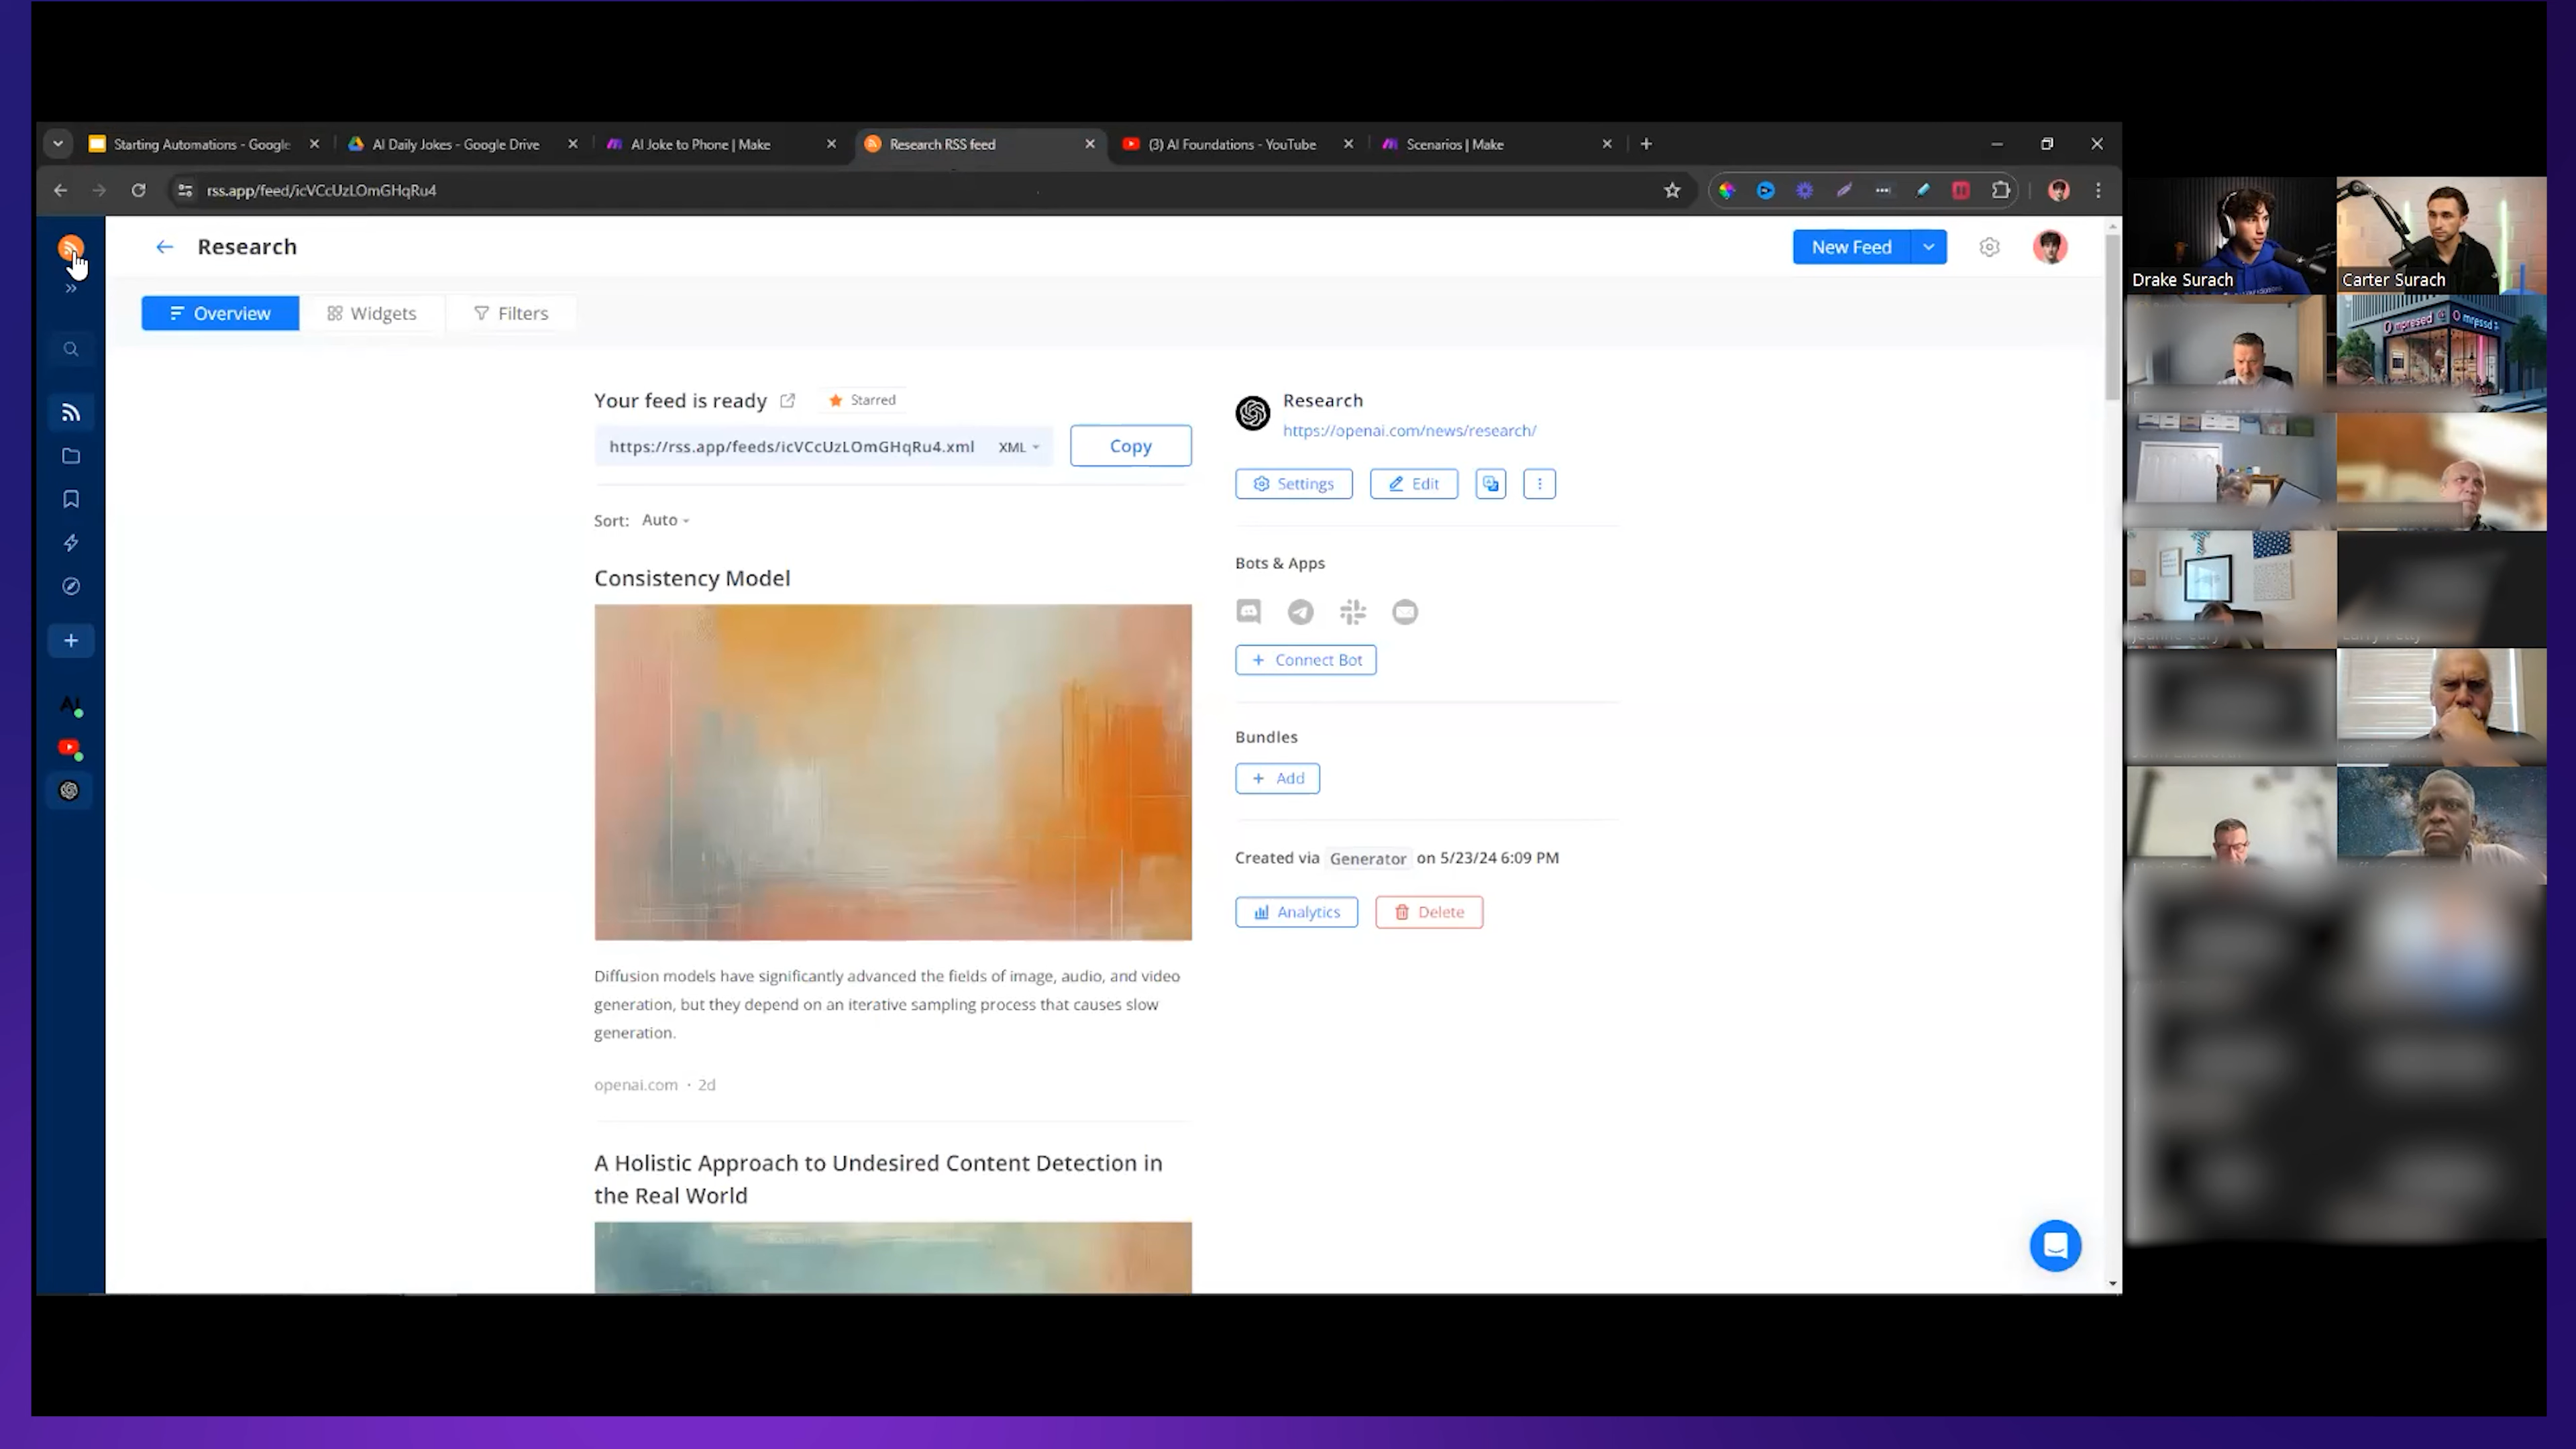 Starting Automations - Google
AI Daily Jokes - Google Drive
AI Joke to Phone | Make
Research RSS feed
(3) AI Foundations - YouTube
Scenarios | Make
rss.app/feed/icVCcUzLOmGHqRu4
Research
New Feed
Overview
Widgets
Filters
Your feed is ready
Starred
https://rss.app/feeds/icVCcUzLOmGHqRu4.xml
XML
Copy
Sort: Auto
Consistency Model
Diffusion models have significantly advanced the fields of image, audio, and video
generation, but they depend on an iterative sampling process that causes slow
generation.
openai.com · 2d
A Holistic Approach to Undesired Content Detection in
the Real World
Research
https://openai.com/news/research/
Settings
Edit
Bots & Apps
+ Connect Bot
Bundles
+ Add
Created via Generator on 5/23/24 6:09 PM
Analytics
Delete
AI
Drake Surach
Carter Surach